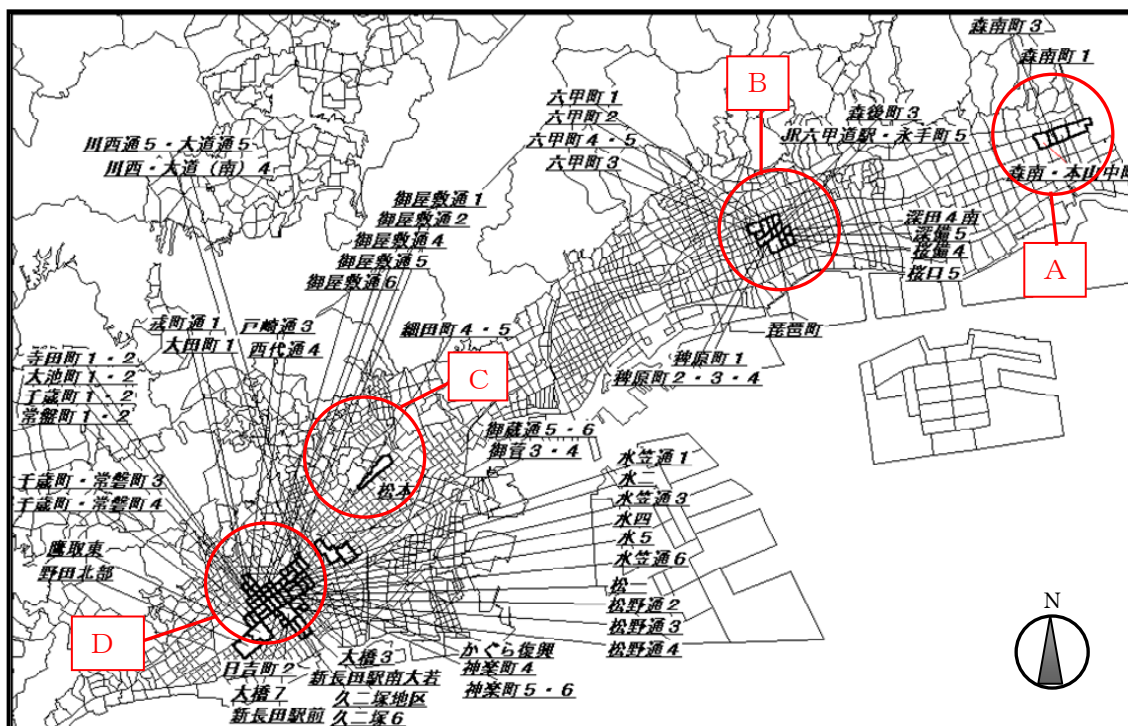 森南町3
森南町1
B
六甲町1
六甲町2
六甲町4・5
六甲町3
森後町3
JR六甲道駅・永手町5
森南・本山中町
A
川西通5・大道通5
川西・大道(南)4
御屋敷通1
御屋敷通2
御屋敷通4
御屋敷通5
御屋敷通6
深田4南
深備5
桜備4
桜口5
琵琶町
稗原町1
稗原町2・3・4
細田町4・5
C
戎町通1
大田町1
戸崎通3
西代通4
寺田町1・2
大池町1・2
千歳町1・2
常盤町1・2
御蔵通5・6
御菅3・4
松本
千歳町・常磐町3
千歳町・常磐町4
鷹取東
野田北部
D
水笠通1
水二
水笠通3
水四
水5
水笠通6
松一
松野通2
松野通3
松野通4
日吉町2
大橋7
新長田駅前
大橋3
新長田駅南大若
久二塚地区
久二塚6
かぐら復興
神楽町4
神楽町5・6
N